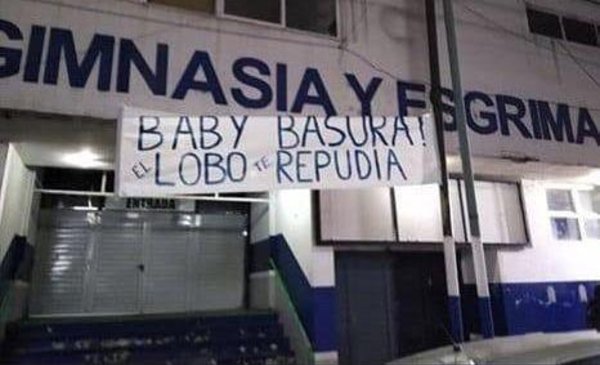 GIMNASIA Y ESGRIMA
BABY BASURA!
EL LOBO TE REPUDIA
ENTRADA